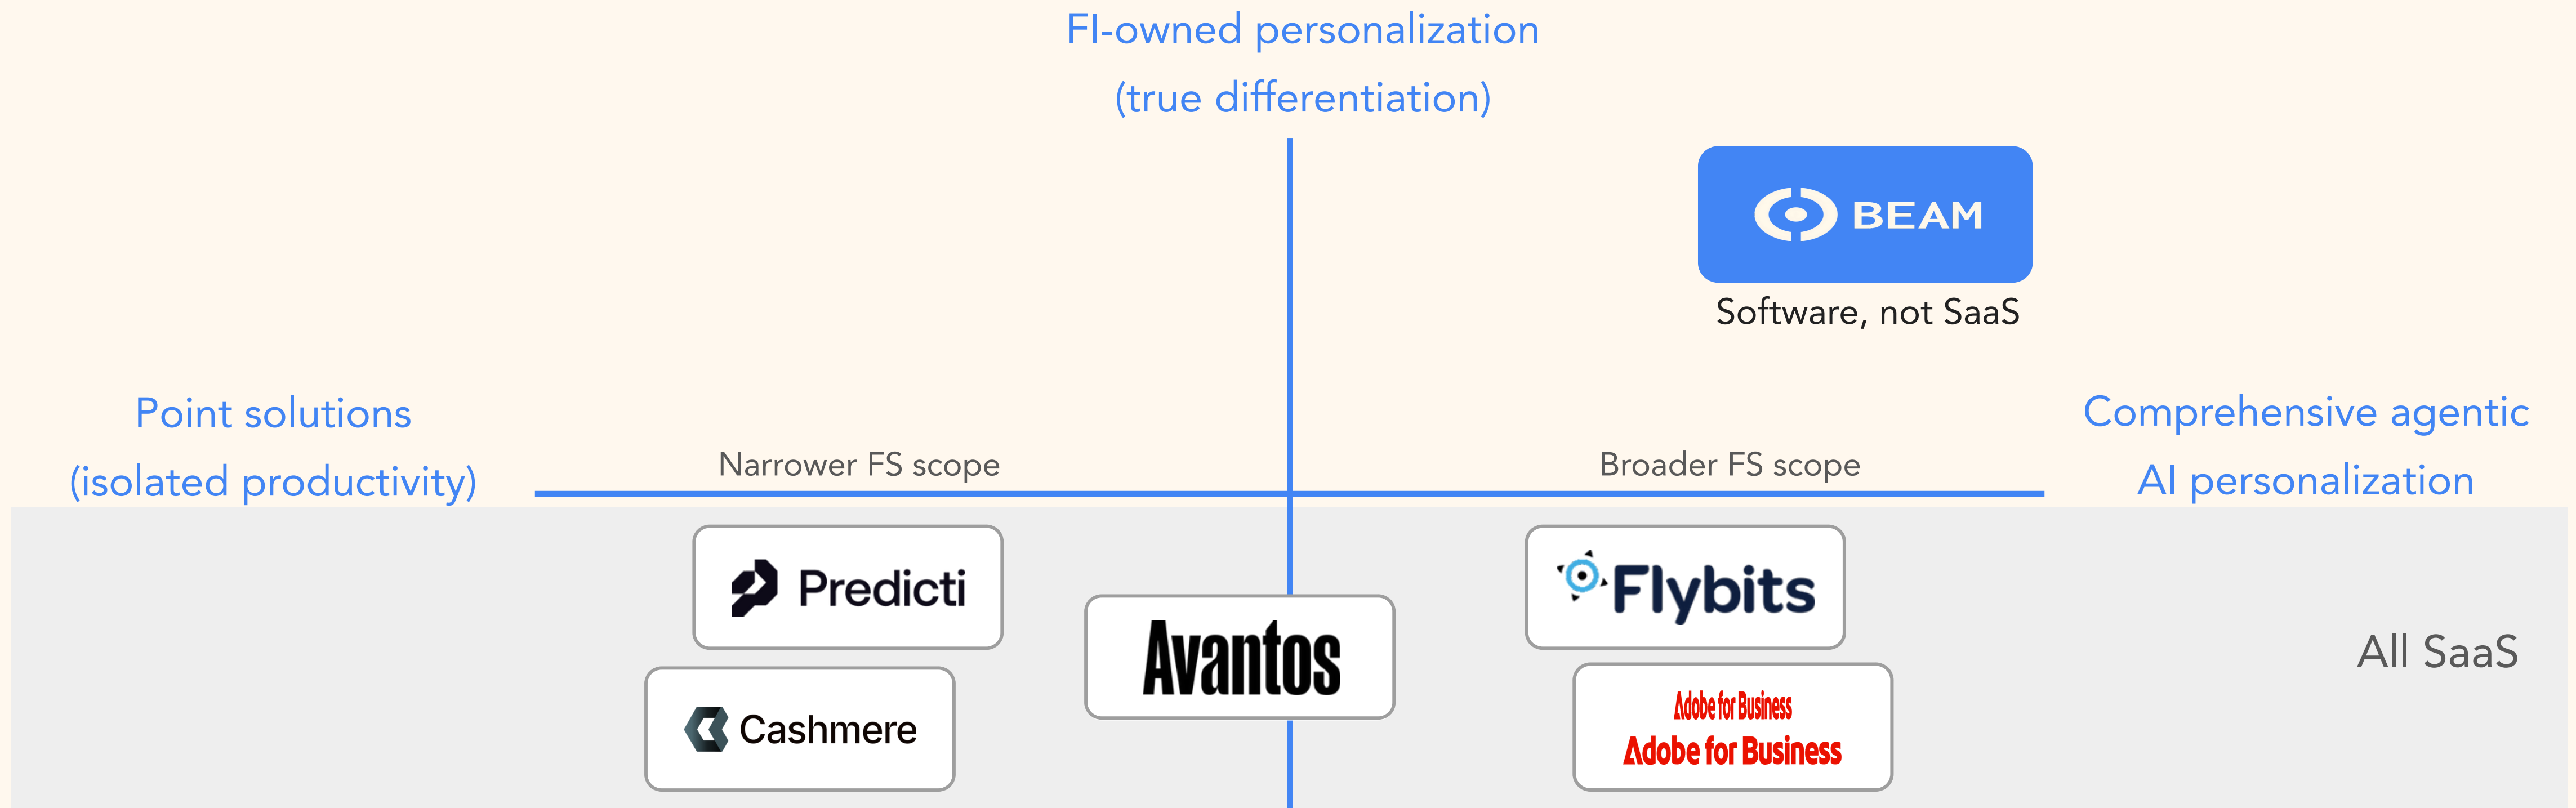 FI-owned personalization
(true differentiation)
BEAM
Software, not SaaS
Point solutions
(isolated productivity)
Narrower FS scope
Broader FS scope
Comprehensive agentic
AI personalization
Predicti
Flybits
Avantos
All SaaS
Cashmere
Adobe for Business
Adobe for Business